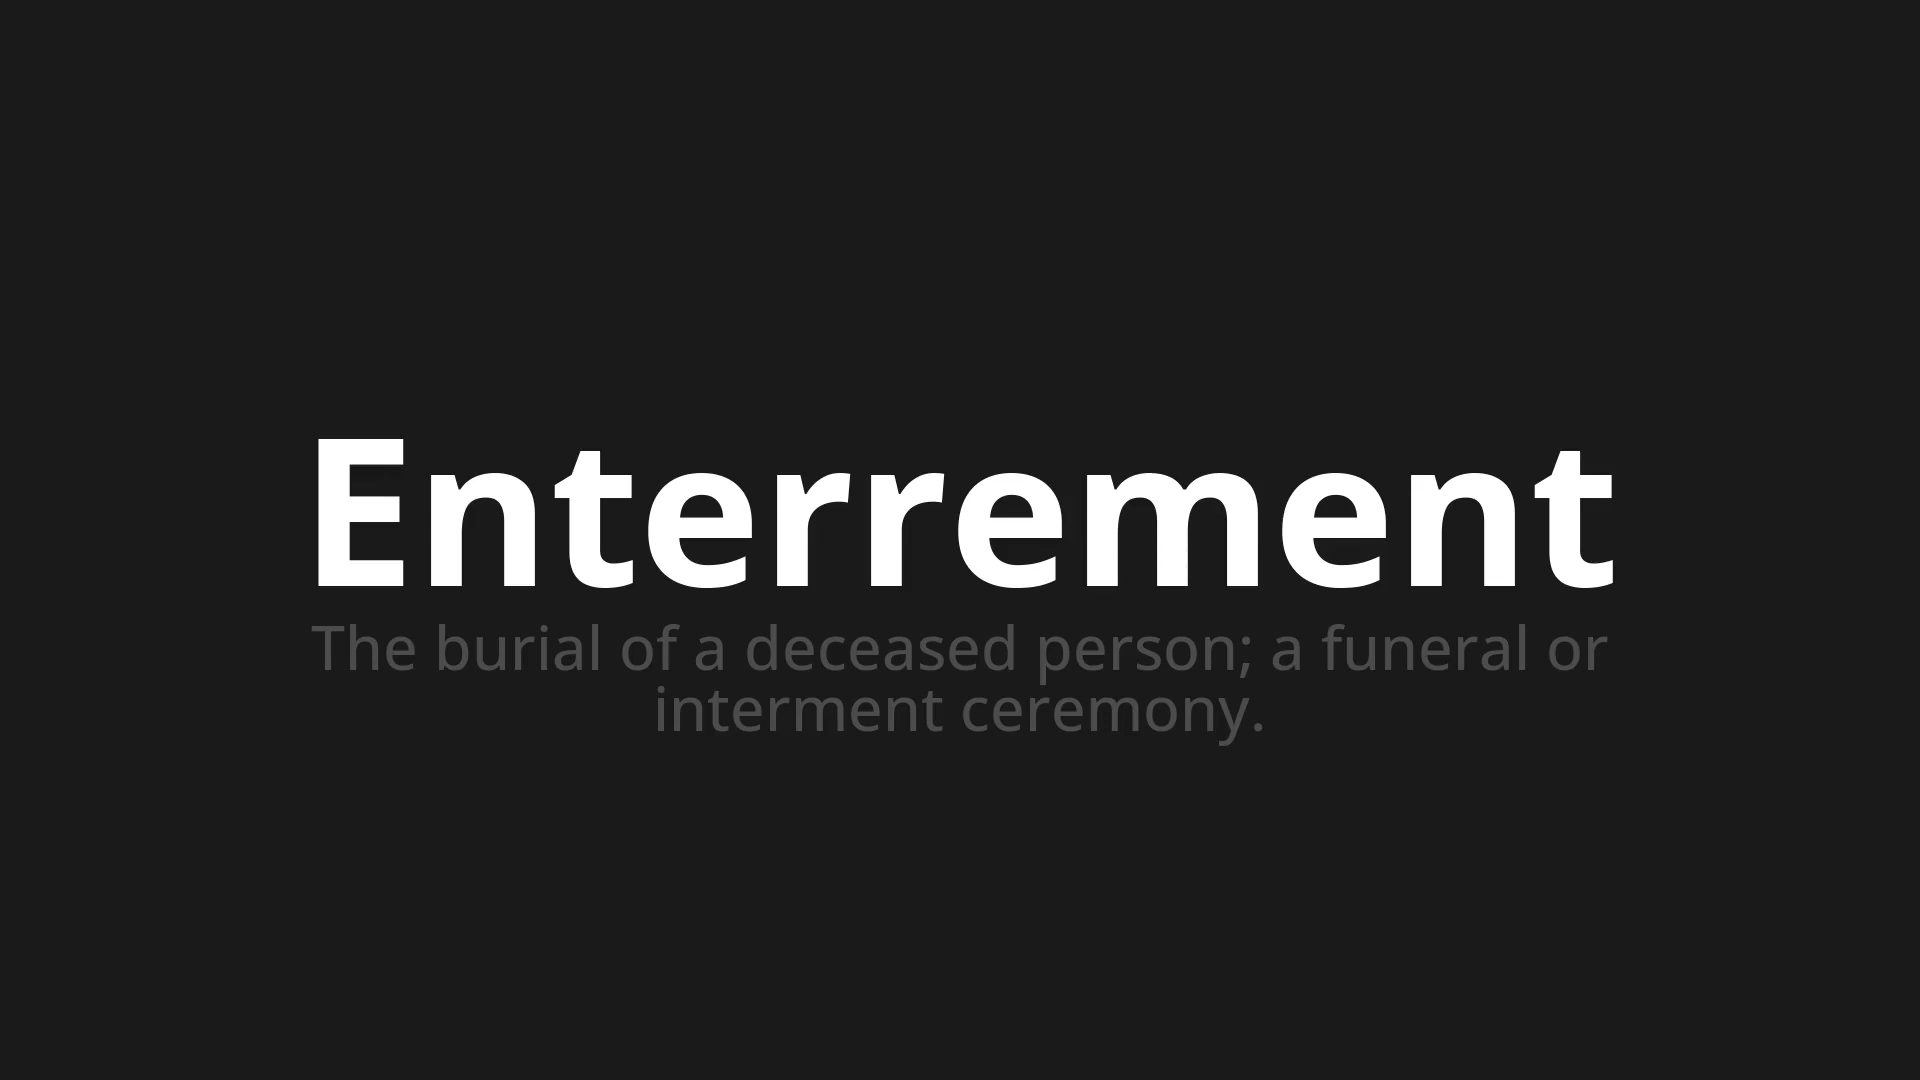 Enterrement
The burial of a deceased person; a funeral or
interment ceremony.